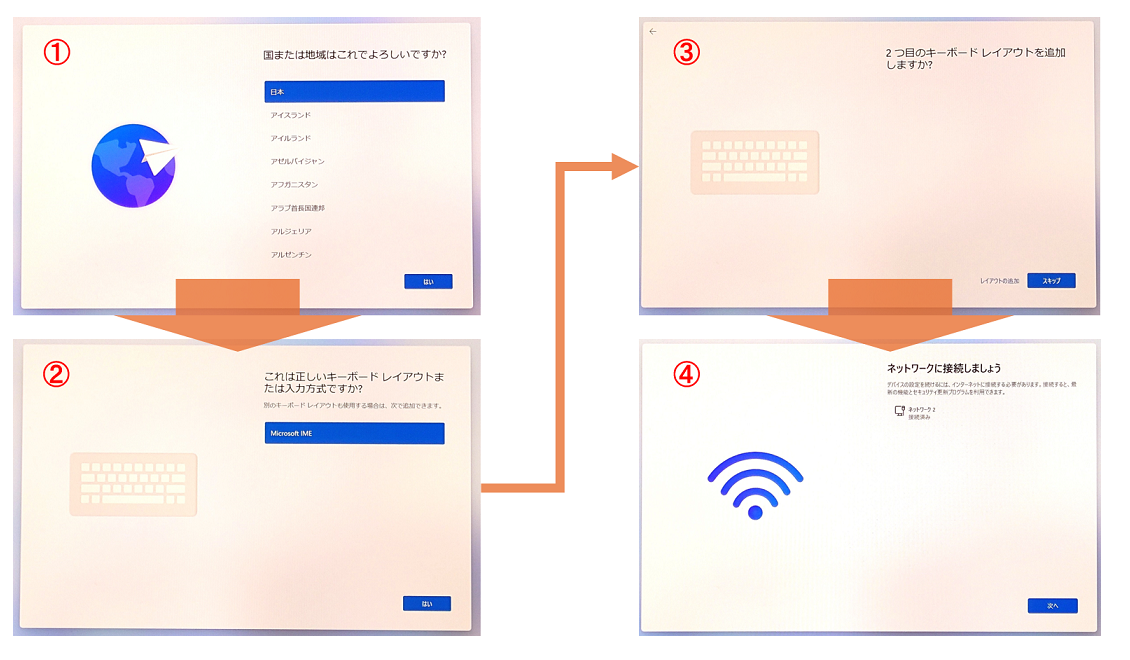 ①
国または地域はこれでよろしいですか?
日本
アイスランド
アイルランド
アゼルバイジャン
アフガニスタン
アラブ首長国連邦
アルジェリア
アルゼンチン
はい
②
これは正しいキーボード レイアウトま
たは入力方式ですか?
別のキーボード レイアウトも使用する場合は、次で追加できます。
Microsoft IME
はい
③
2 つ目のキーボード レイアウトを追加
しますか?
レイアウトの追加
スキップ
④
ネットワークに接続しましょう
デバイスの設定を続けるには、インターネットに接続する必要があります。接続すると、最
新の機能とセキュリティ更新プログラムを利用できます。
ネットワーク 2
接続済み
次へ